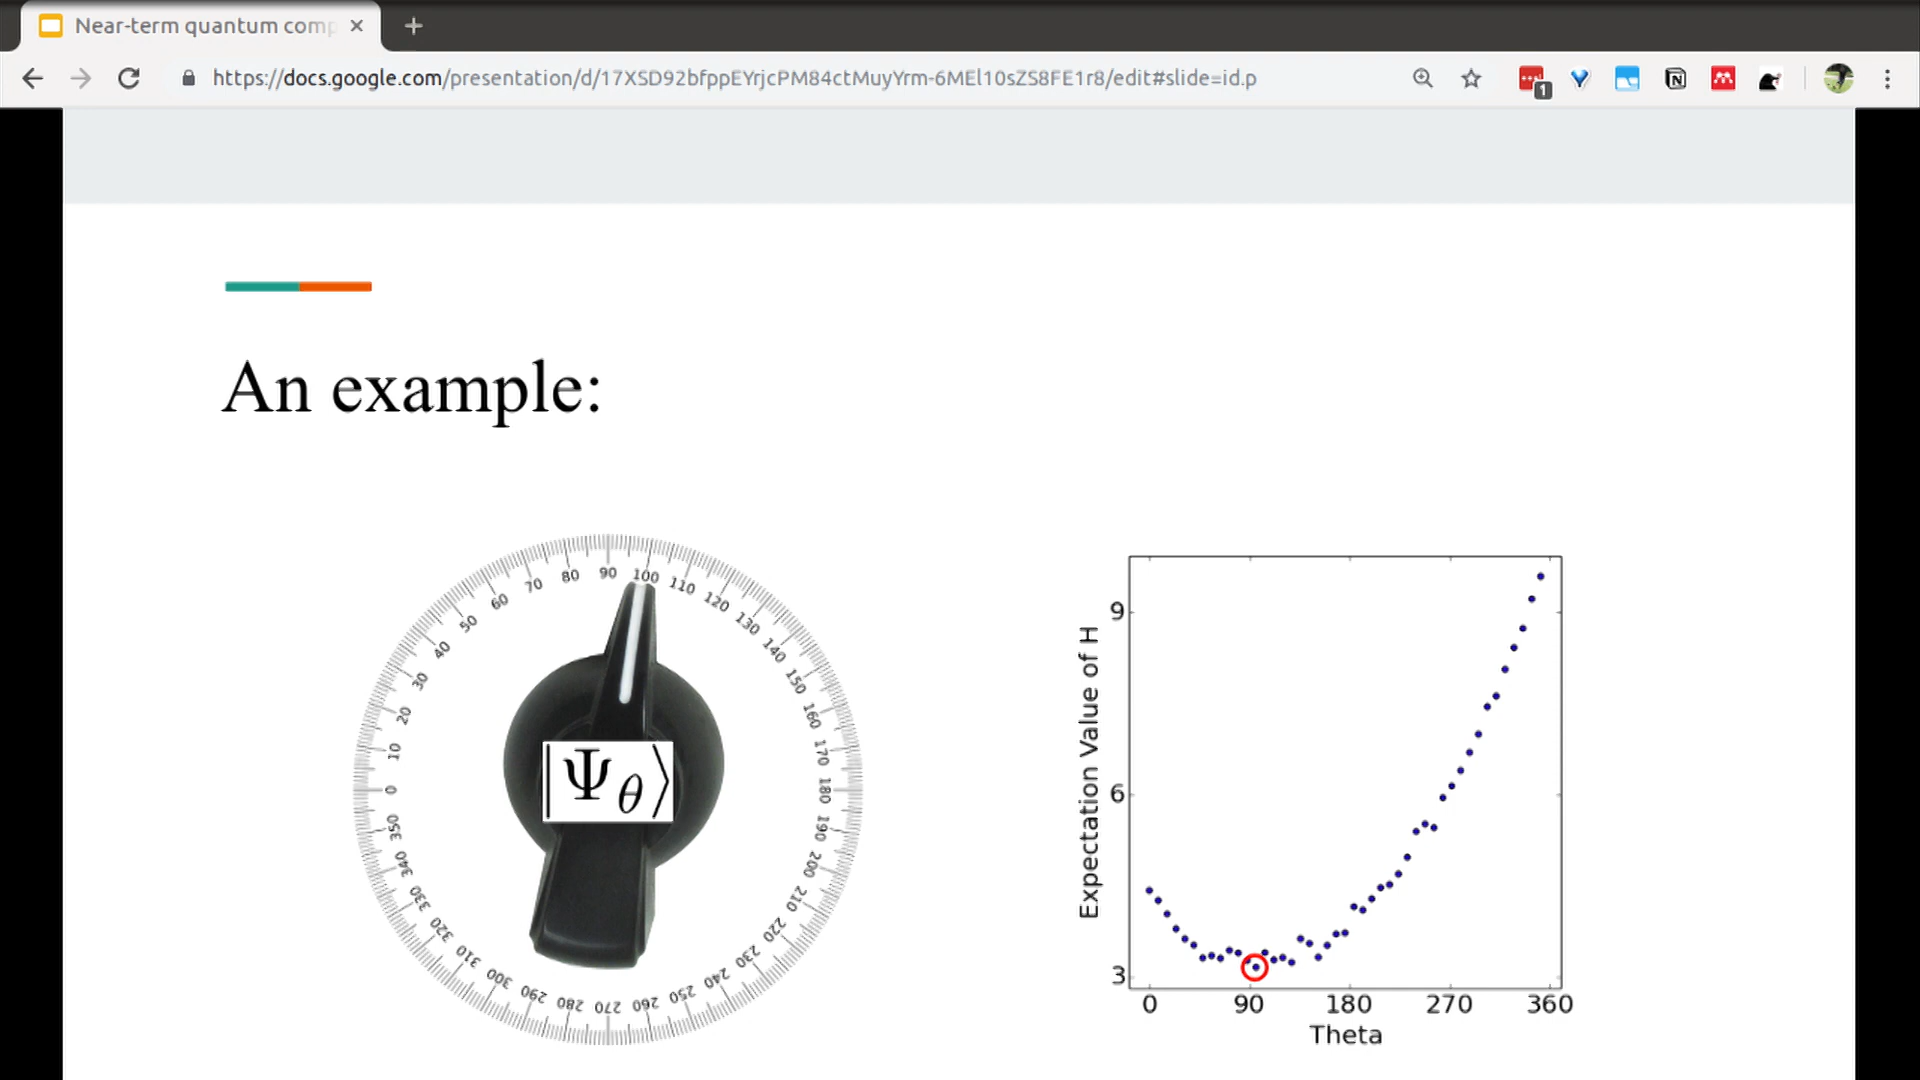 Near-term quantum comp
https://docs.google.com/presentation/d/17XSD92bfppEYrjcPM84ctMuyYrm-6MEl10sZS8FE1r8/edit#slide=id.p
1
An example:
0 10 20 30 40 50 60 70 80 90 100 110 120 130 140 150 160 170 180 190 200 210 220 230 240 250 260 270 280 290 300 310 320 330 340 350
|Ψθ⟩
Expectation Value of H
9
6
3
0 90 180 270 360
Theta